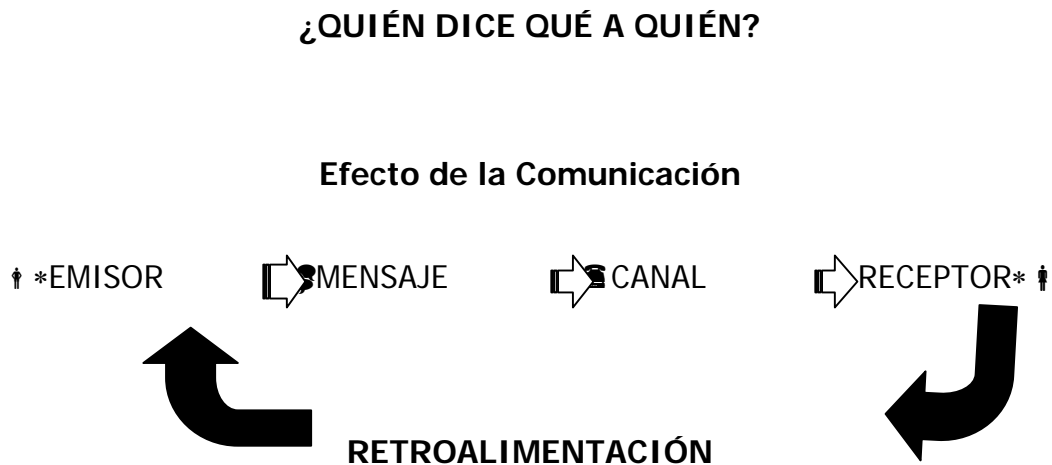 ¿QUIÉN DICE QUÉ A QUIÉN?
Efecto de la Comunicación
*EMISOR MENSAJE CANAL RECEPTOR*
RETROALIMENTACIÓN